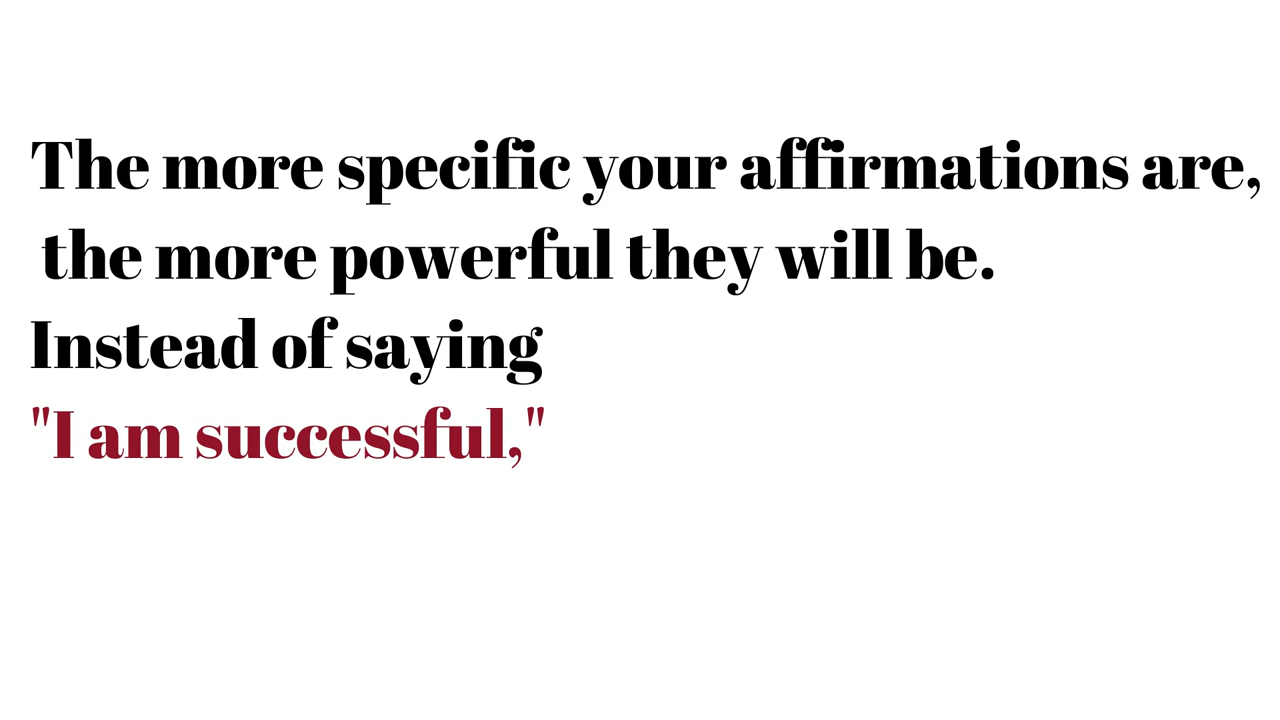 The more specific your affirmations are,
the more powerful they will be.
Instead of saying
"I am successful,"